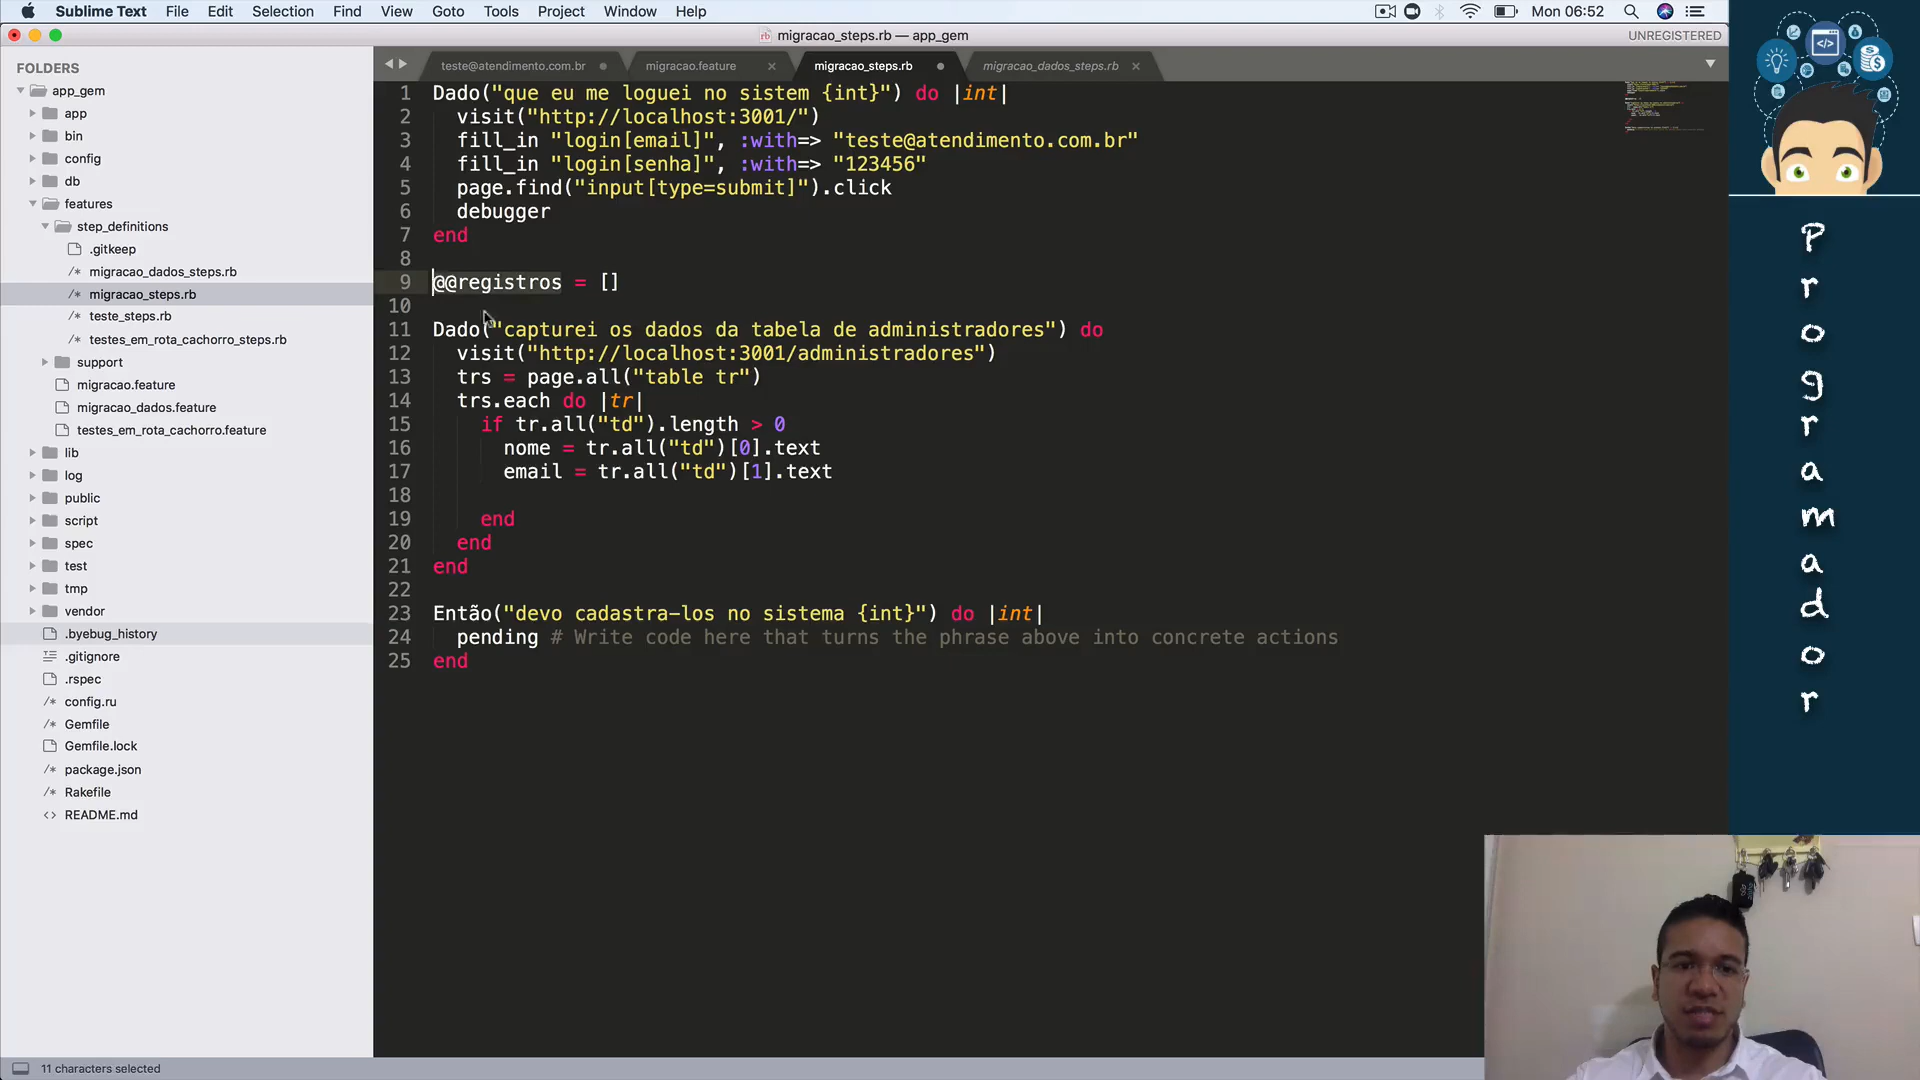 Sublime Text File Edit Selection Find View Goto Tools Project Window Help Mon 06:52
migracao_steps.rb — app_gem UNREGISTERED
FOLDERS
teste@atendimento.com.br migracao.feature migracao_steps.rb migracao_dados_steps.rb
app_gem
app
bin
config
db
features
step_definitions
.gitkeep
migracao_dados_steps.rb
migracao_steps.rb
teste_steps.rb
testes_em_rota_cachorro_steps.rb
support
migracao.feature
migracao_dados.feature
testes_em_rota_cachorro.feature
lib
log
public
script
spec
test
tmp
vendor
.byebug_history
.gitignore
.rspec
config.ru
Gemfile
Gemfile.lock
package.json
Rakefile
README.md
1 Dado("que eu me loguei no sistem {int}") do |int|
2 visit("http://localhost:3001/")
3 fill_in "login[email]", :with=> "teste@atendimento.com.br"
4 fill_in "login[senha]", :with=> "123456"
5 page.find("input[type=submit]").click
6 debugger
7 end
8
9 @@registros = []
10
11 Dado("capturei os dados da tabela de administradores") do
12 visit("http://localhost:3001/administradores")
13 trs = page.all("table tr")
14 trs.each do |tr|
15 if tr.all("td").length > 0
16 nome = tr.all("td")[0].text
17 email = tr.all("td")[1].text
18
19 end
20 end
21 end
22
23 Então("devo cadastra-los no sistema {int}") do |int|
24 pending # Write code here that turns the phrase above into concrete actions
25 end
11 characters selected
Programador